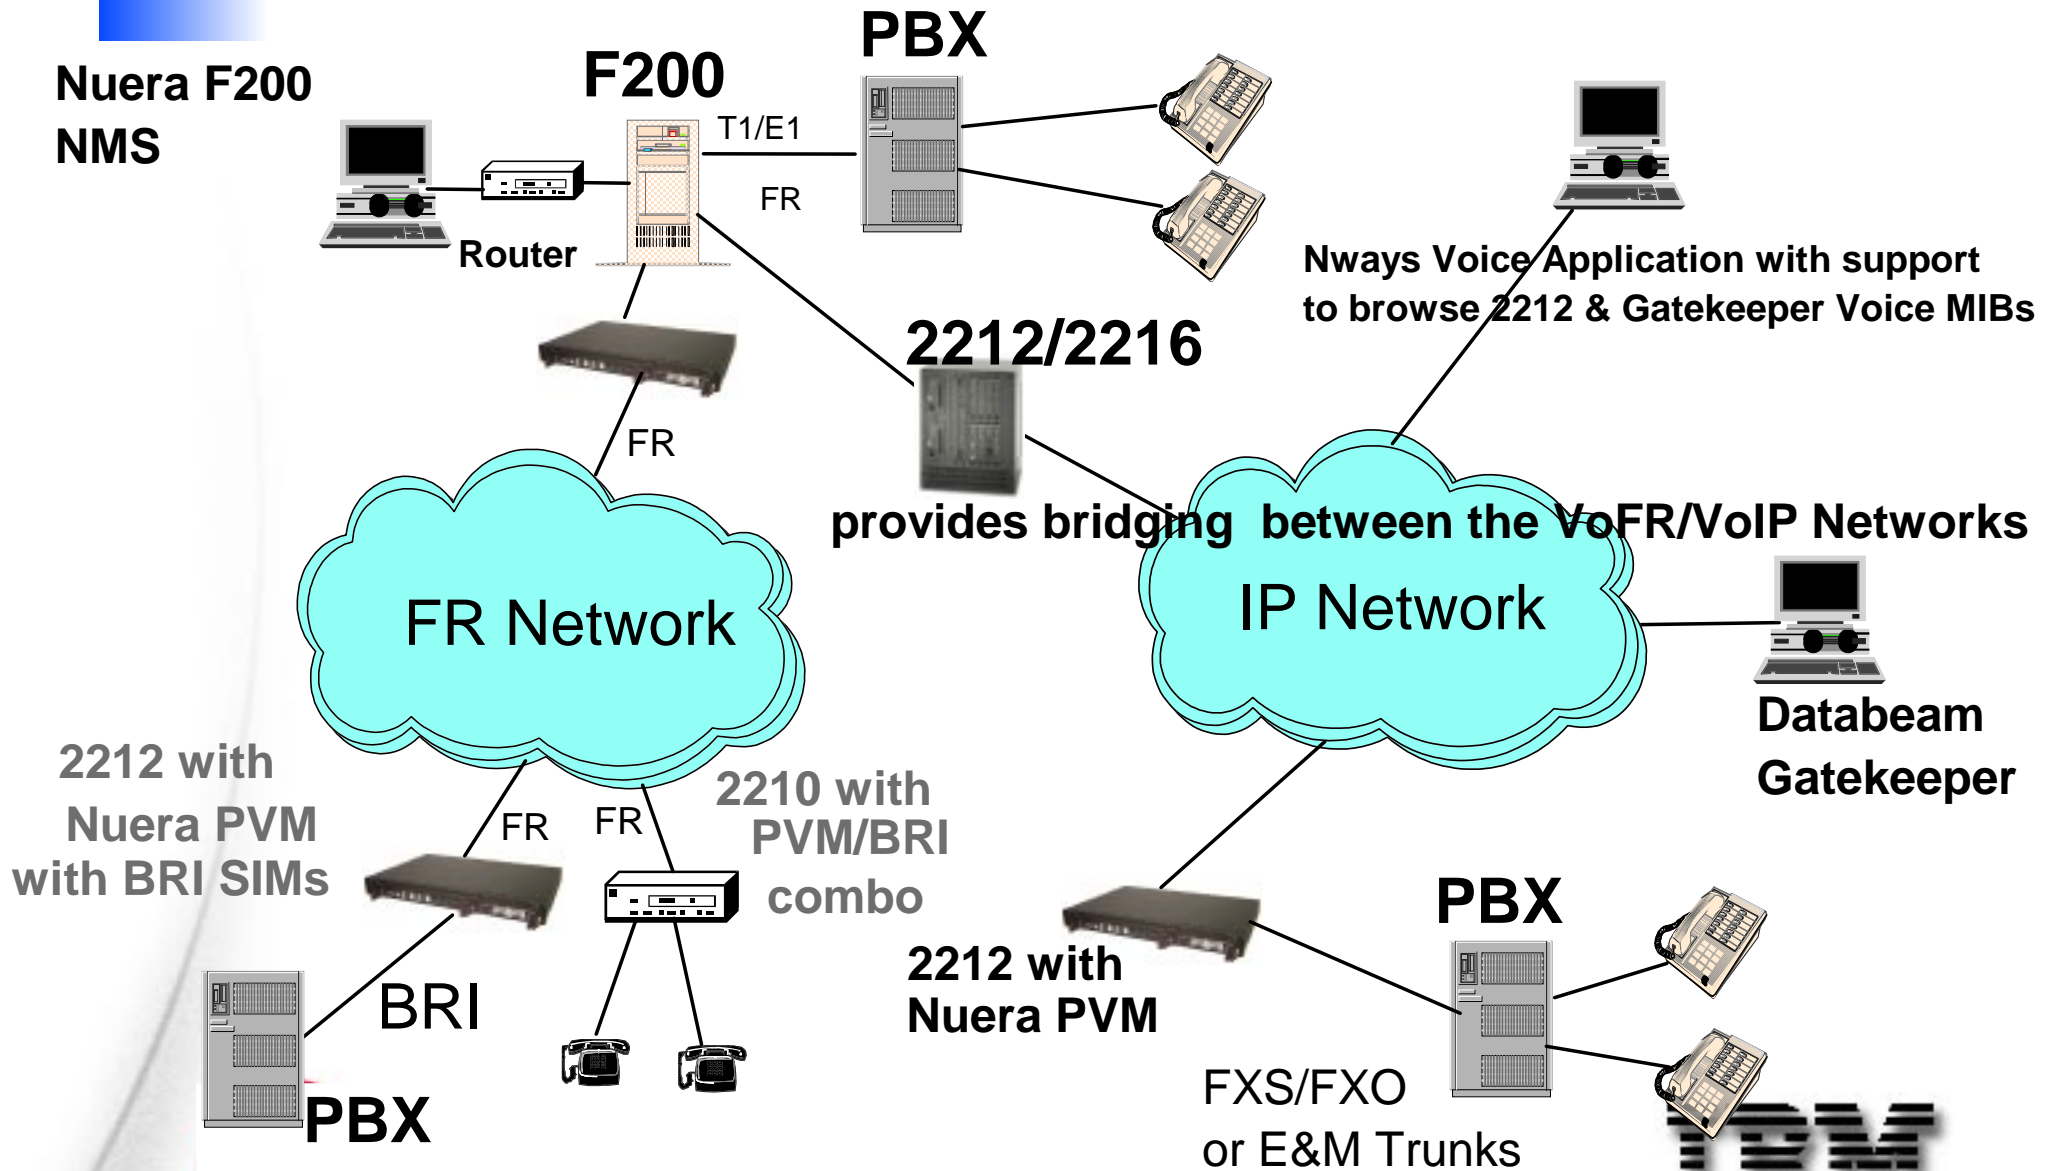 PBX
Nuera F200
NMS
F200
T1/E1
FR
Router
Nways Voice Application with support
to browse 2212 & Gatekeeper Voice MIBs
2212/2216
FR
provides bridging between the VoFR/VoIP Networks
FR Network
IP Network
Databeam
Gatekeeper
2212 with
Nuera PVM
with BRI SIMs
FR
FR
2210 with
PVM/BRI
combo
BRI
PBX
2212 with
Nuera PVM
PBX
FXS/FXO
or E&M Trunks
IBM